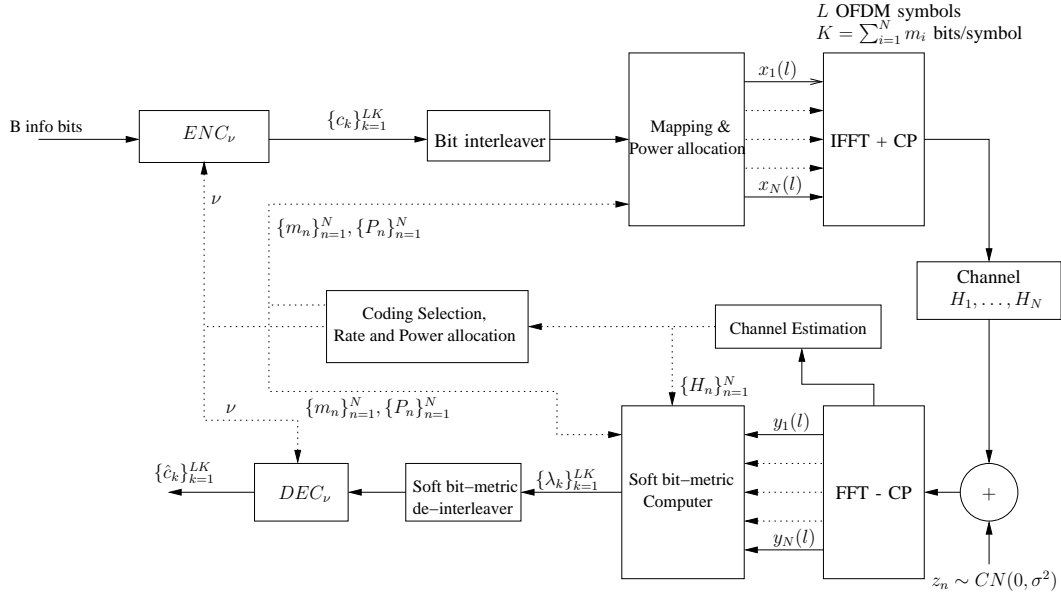 L OFDM symbols
K = ∑_{i=1}^{N} m_i bits/symbol
B info bits
ENC_ν
{c_k}_{k=1}^{LK}
Bit interleaver
Mapping &
Power allocation
x_1(l)
x_N(l)
IFFT + CP
ν
{m_n}_{n=1}^{N}, {P_n}_{n=1}^{N}
Channel
H_1, . . . , H_N
Coding Selection,
Rate and Power allocation
Channel Estimation
{H_n}_{n=1}^{N}
ν
{m_n}_{n=1}^{N}, {P_n}_{n=1}^{N}
{ĉ_k}_{k=1}^{LK}
DEC_ν
Soft bit−metric
de−interleaver
{λ_k}_{k=1}^{LK}
Soft bit−metric
Computer
y_1(l)
y_N(l)
FFT - CP
+
z_n ∼ CN(0, σ^2)